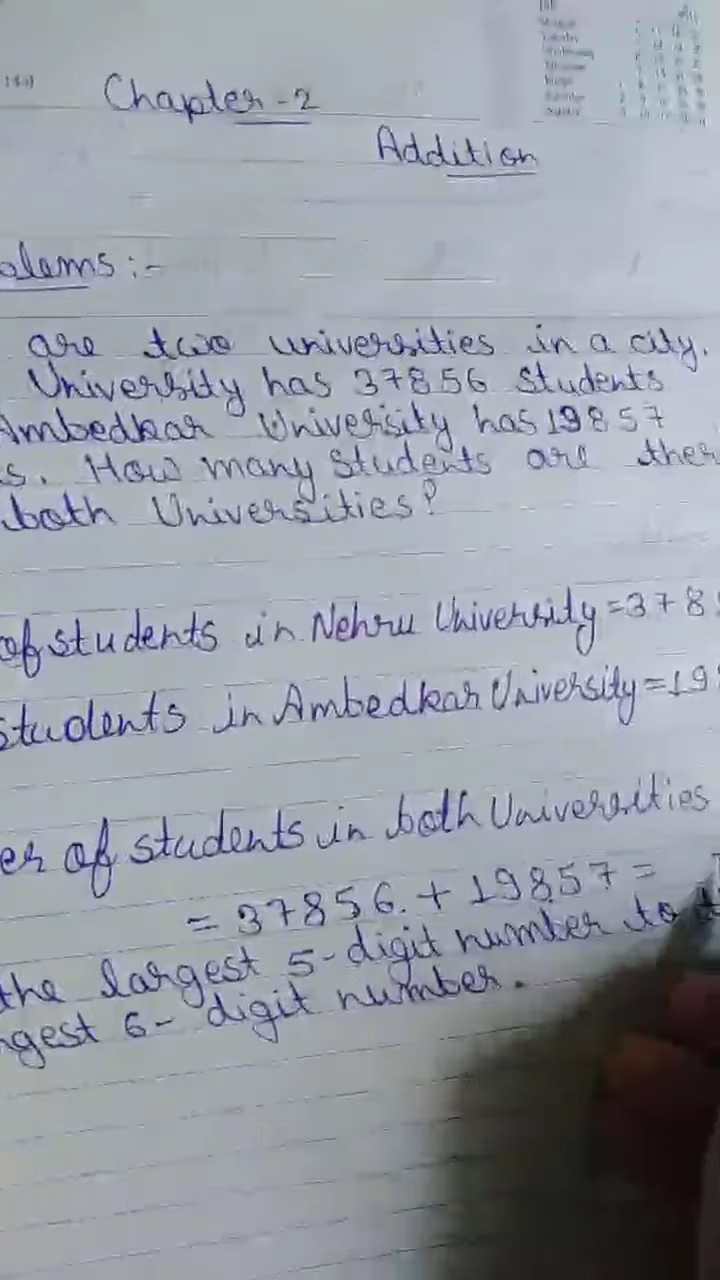 Chapter-2
Addition
olams :-
are two universities in a city.
University has 37856 students
Ambedkar University has 19857
s. How many students are ther
both Universities?
of students in Nehru University = 378
students in Ambedkar University = 19
er of students in both Universities
= 37856. + 19857 =
the largest 5-digit number to
ngest 6- digit number.